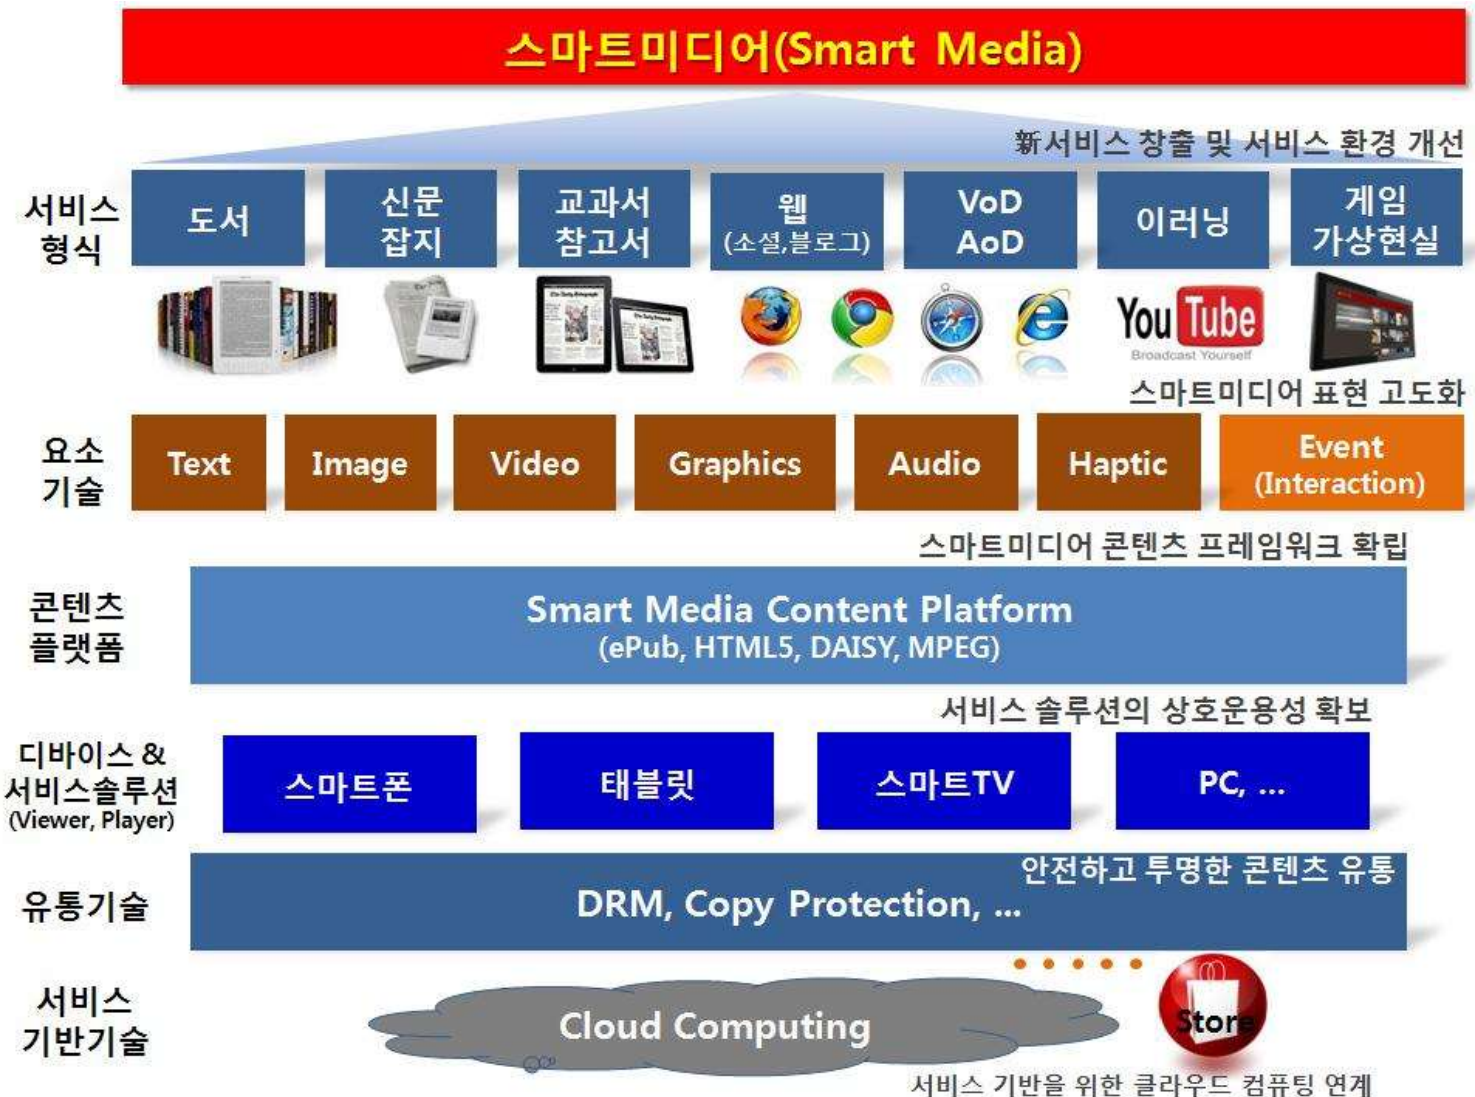 스마트미디어(Smart Media)
新서비스 창출 및 서비스 환경 개선
서비스
형식
도서
신문
잡지
교과서
참고서
웹
(소셜,블로그)
VoD
AoD
이러닝
게임
가상현실
The Daily Telegraph
The Daily Telegraph
You Tube
Broadcast Yourself
스마트미디어 표현 고도화
요소
기술
Text
Image
Video
Graphics
Audio
Haptic
Event
(Interaction)
스마트미디어 콘텐츠 프레임워크 확립
콘텐츠
플랫폼
Smart Media Content Platform
(ePub, HTML5, DAISY, MPEG)
서비스 솔루션의 상호운용성 확보
디바이스 &
서비스솔루션
(Viewer, Player)
스마트폰
태블릿
스마트TV
PC, ...
안전하고 투명한 콘텐츠 유통
유통기술
DRM, Copy Protection, ...
서비스
기반기술
Cloud Computing
Store
서비스 기반을 위한 클라우드 컴퓨팅 연계